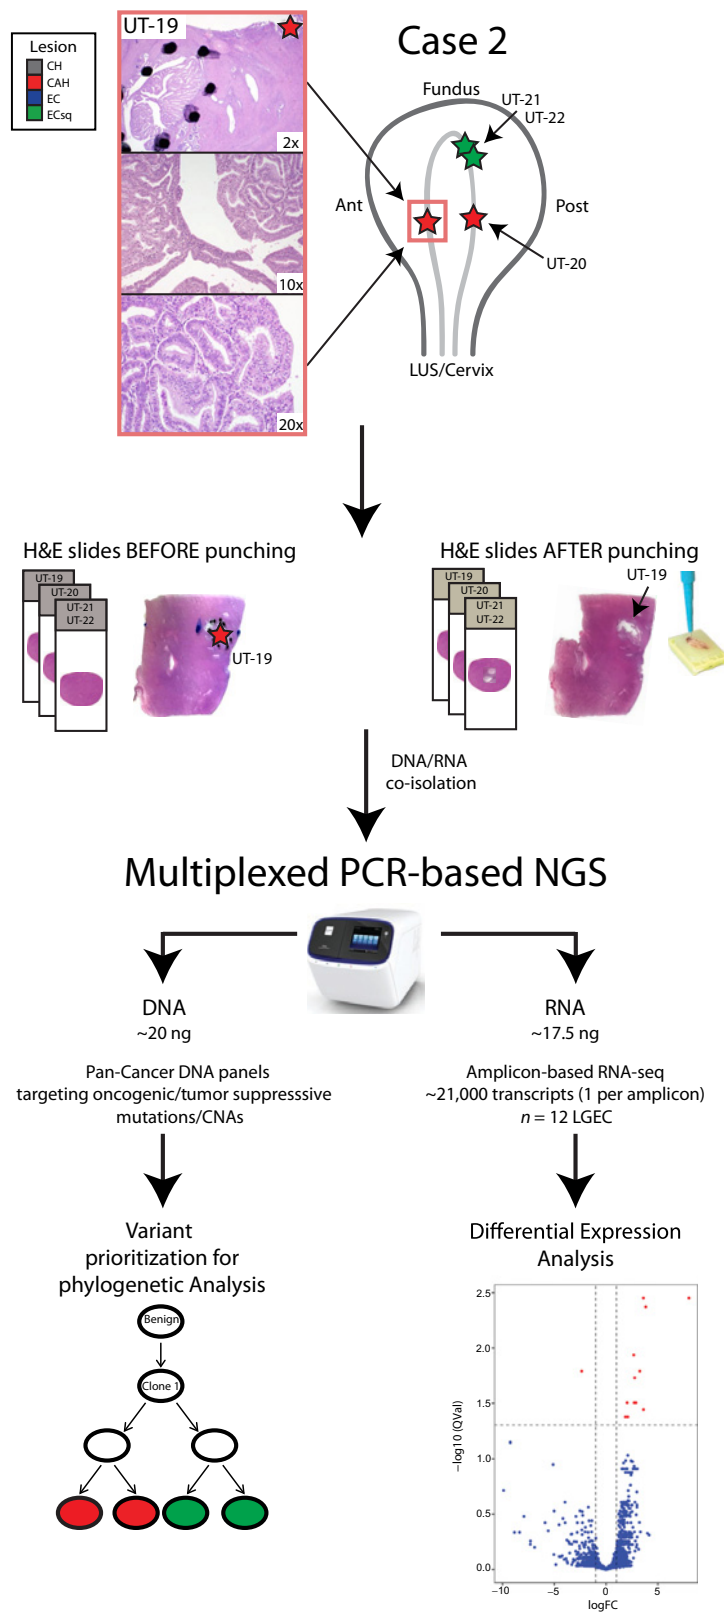 UT-19
Case 2
Lesion
CH
CAH
EC
ECsq
2x
10x
20x
Fundus
UT-21
UT-22
Ant
Post
UT-20
LUS/Cervix
H&E slides BEFORE punching
UT-19
UT-20
UT-21
UT-22
UT-19
H&E slides AFTER punching
UT-19
UT-20
UT-21
UT-22
UT-19
DNA/RNA
co-isolation
Multiplexed PCR-based NGS
DNA
~20 ng
Pan-Cancer DNA panels
targeting oncogenic/tumor suppresssive
mutations/CNAs
RNA
~17.5 ng
Amplicon-based RNA-seq
~21,000 transcripts (1 per amplicon)
n = 12 LGEC
Variant
prioritization for
phylogenetic Analysis
Benign
Clone 1
Differential Expression
Analysis
2.5
2.0
1.5
1.0
0.5
0.0
−log10 (QVal)
−10
−5
0
5
logFC